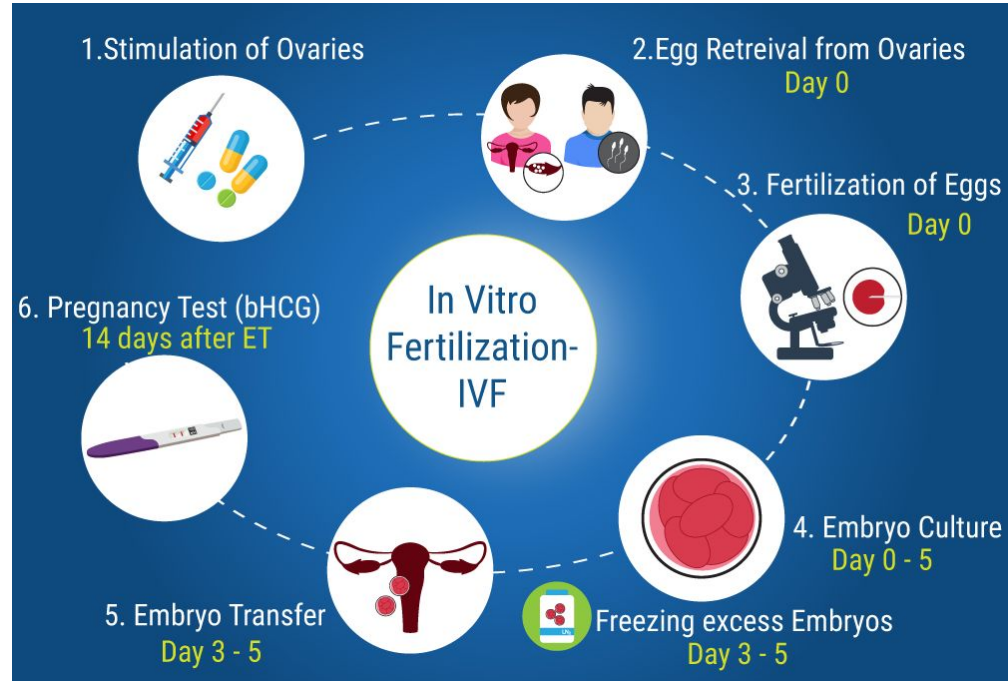 1.Stimulation of Ovaries
2.Egg Retreival from Ovaries
Day 0
3. Fertilization of Eggs
Day 0
In Vitro
Fertilization-
IVF
4. Embryo Culture
Day 0 - 5
Freezing excess Embryos
Day 3 - 5
LN₂
5. Embryo Transfer
Day 3 - 5
6. Pregnancy Test (bHCG)
14 days after ET